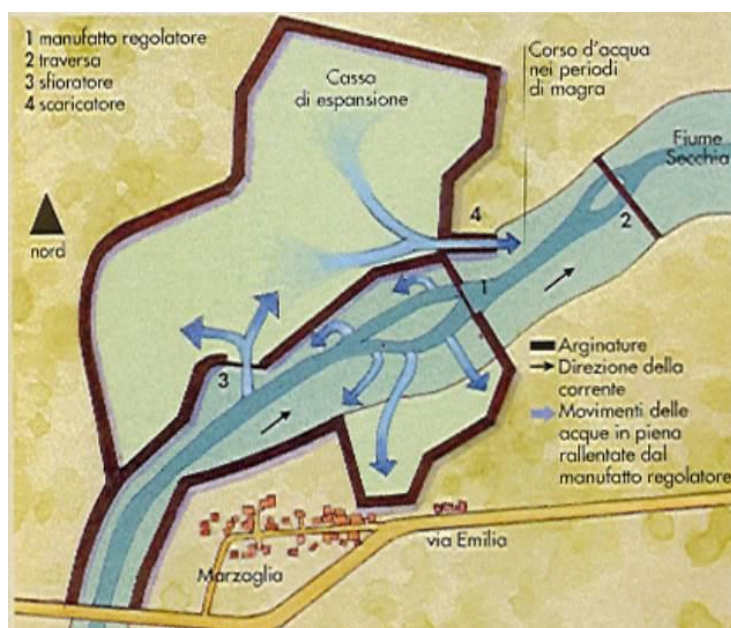 1 manufatto regolatore
2 traversa
3 sfioratore
4 scaricatore
Cassa
di espansione
Corso d'acqua
nei periodi
di magra
Fiume
Secchia
4
2
nord
1
3
Arginature
Direzione della
corrente
Movimenti delle
acque in piena
rallentate dal
manufatto regolatore
via Emilia
Marzaglia